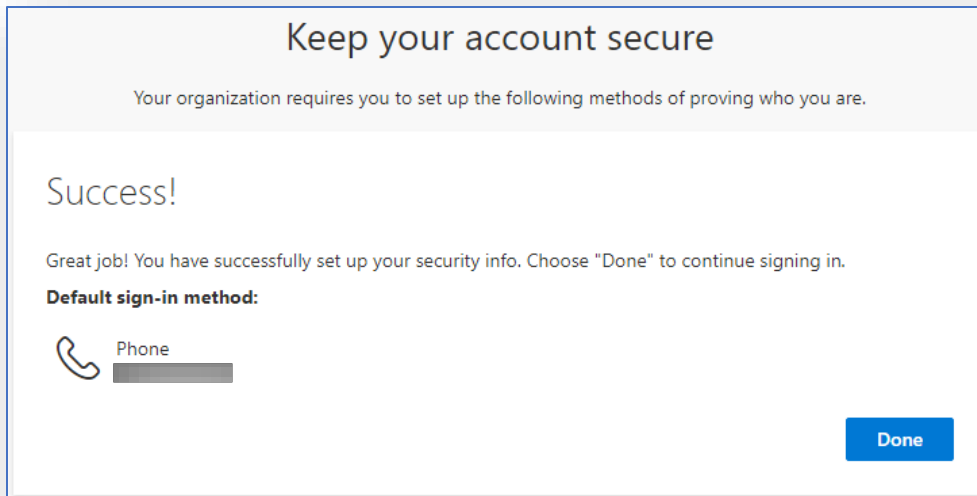 Keep your account secure
Your organization requires you to set up the following methods of proving who you are.
Success!
Great job! You have successfully set up your security info. Choose "Done" to continue signing in.
Default sign-in method:
Phone
Done